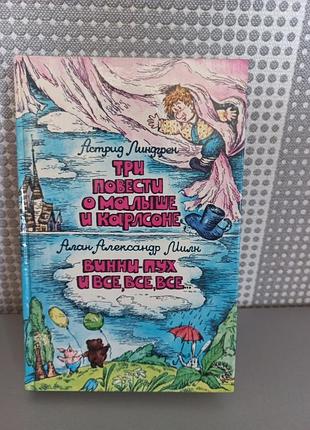 Астрид Линдгрен
ТРИ
ПОВЕСТИ
О МАЛЫШЕ
И КАРЛСОНЕ
Алан Александр Милн
ВИННИ-ПУХ
И ВСЕ, ВСЕ, ВСЕ...